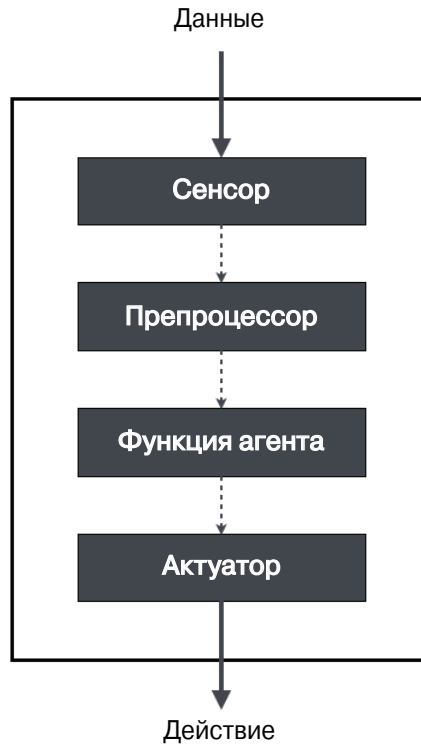 Данные
Сенсор
Препроцессор
Функция агента
Актуатор
Действие